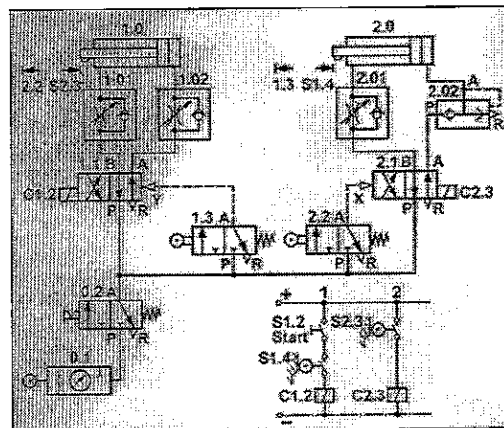 1.0 2.0
2.2 S2.3 1.3 S1.4
1.01 1.02 2.01 2.02
A
P
R
1.1 B A 2.1 B A
C1.2 Y X C2.3
P R P R
1.3 A 2.2 A
P R P R
0.2 A
P R
0.1
+ 1 2
S1.2 S2.3
Start
S1.4
C1.2 C2.3
–